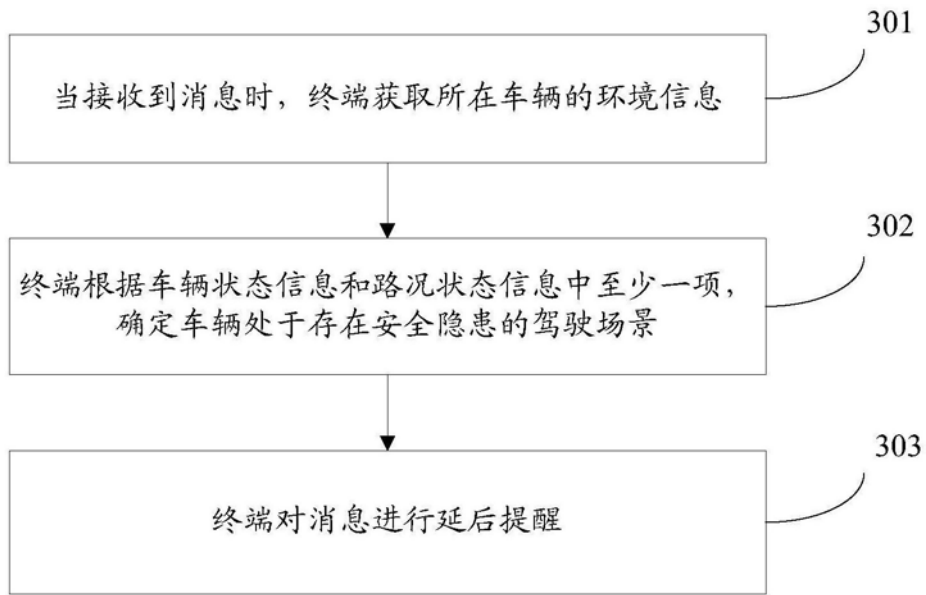 301
当接收到消息时，终端获取所在车辆的环境信息
302
终端根据车辆状态信息和路况状态信息中至少一项，
确定车辆处于存在安全隐患的驾驶场景
303
终端对消息进行延后提醒